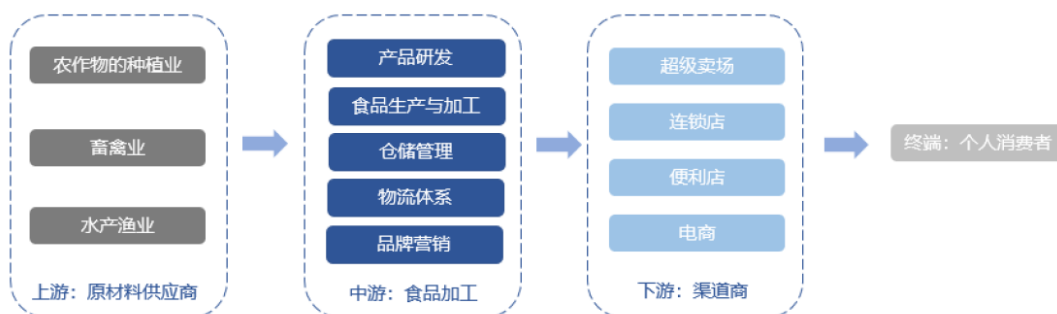 农作物的种植业
畜禽业
水产渔业
上游：原材料供应商
产品研发
食品生产与加工
仓储管理
物流体系
品牌营销
中游：食品加工
超级卖场
连锁店
便利店
电商
下游：渠道商
终端：个人消费者